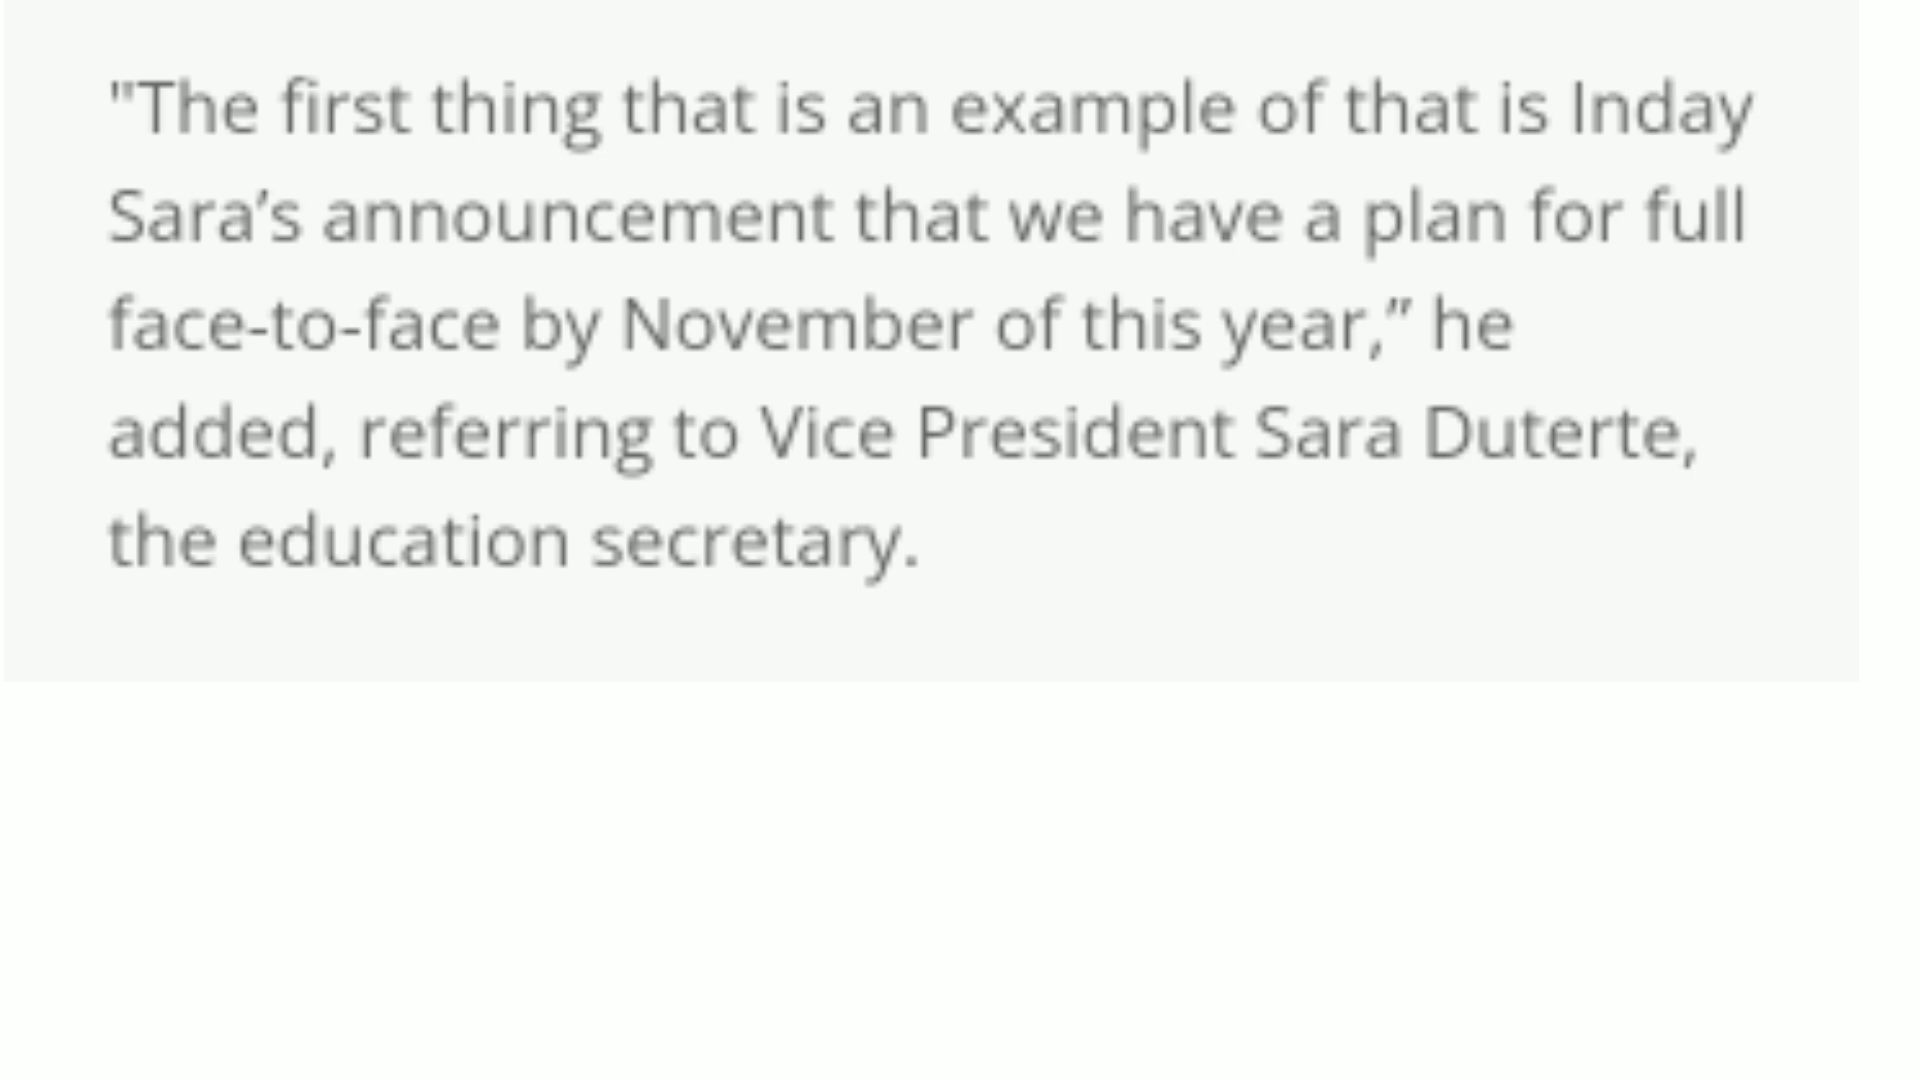 "The first thing that is an example of that is Inday
Sara’s announcement that we have a plan for full
face-to-face by November of this year,” he
added, referring to Vice President Sara Duterte,
the education secretary.